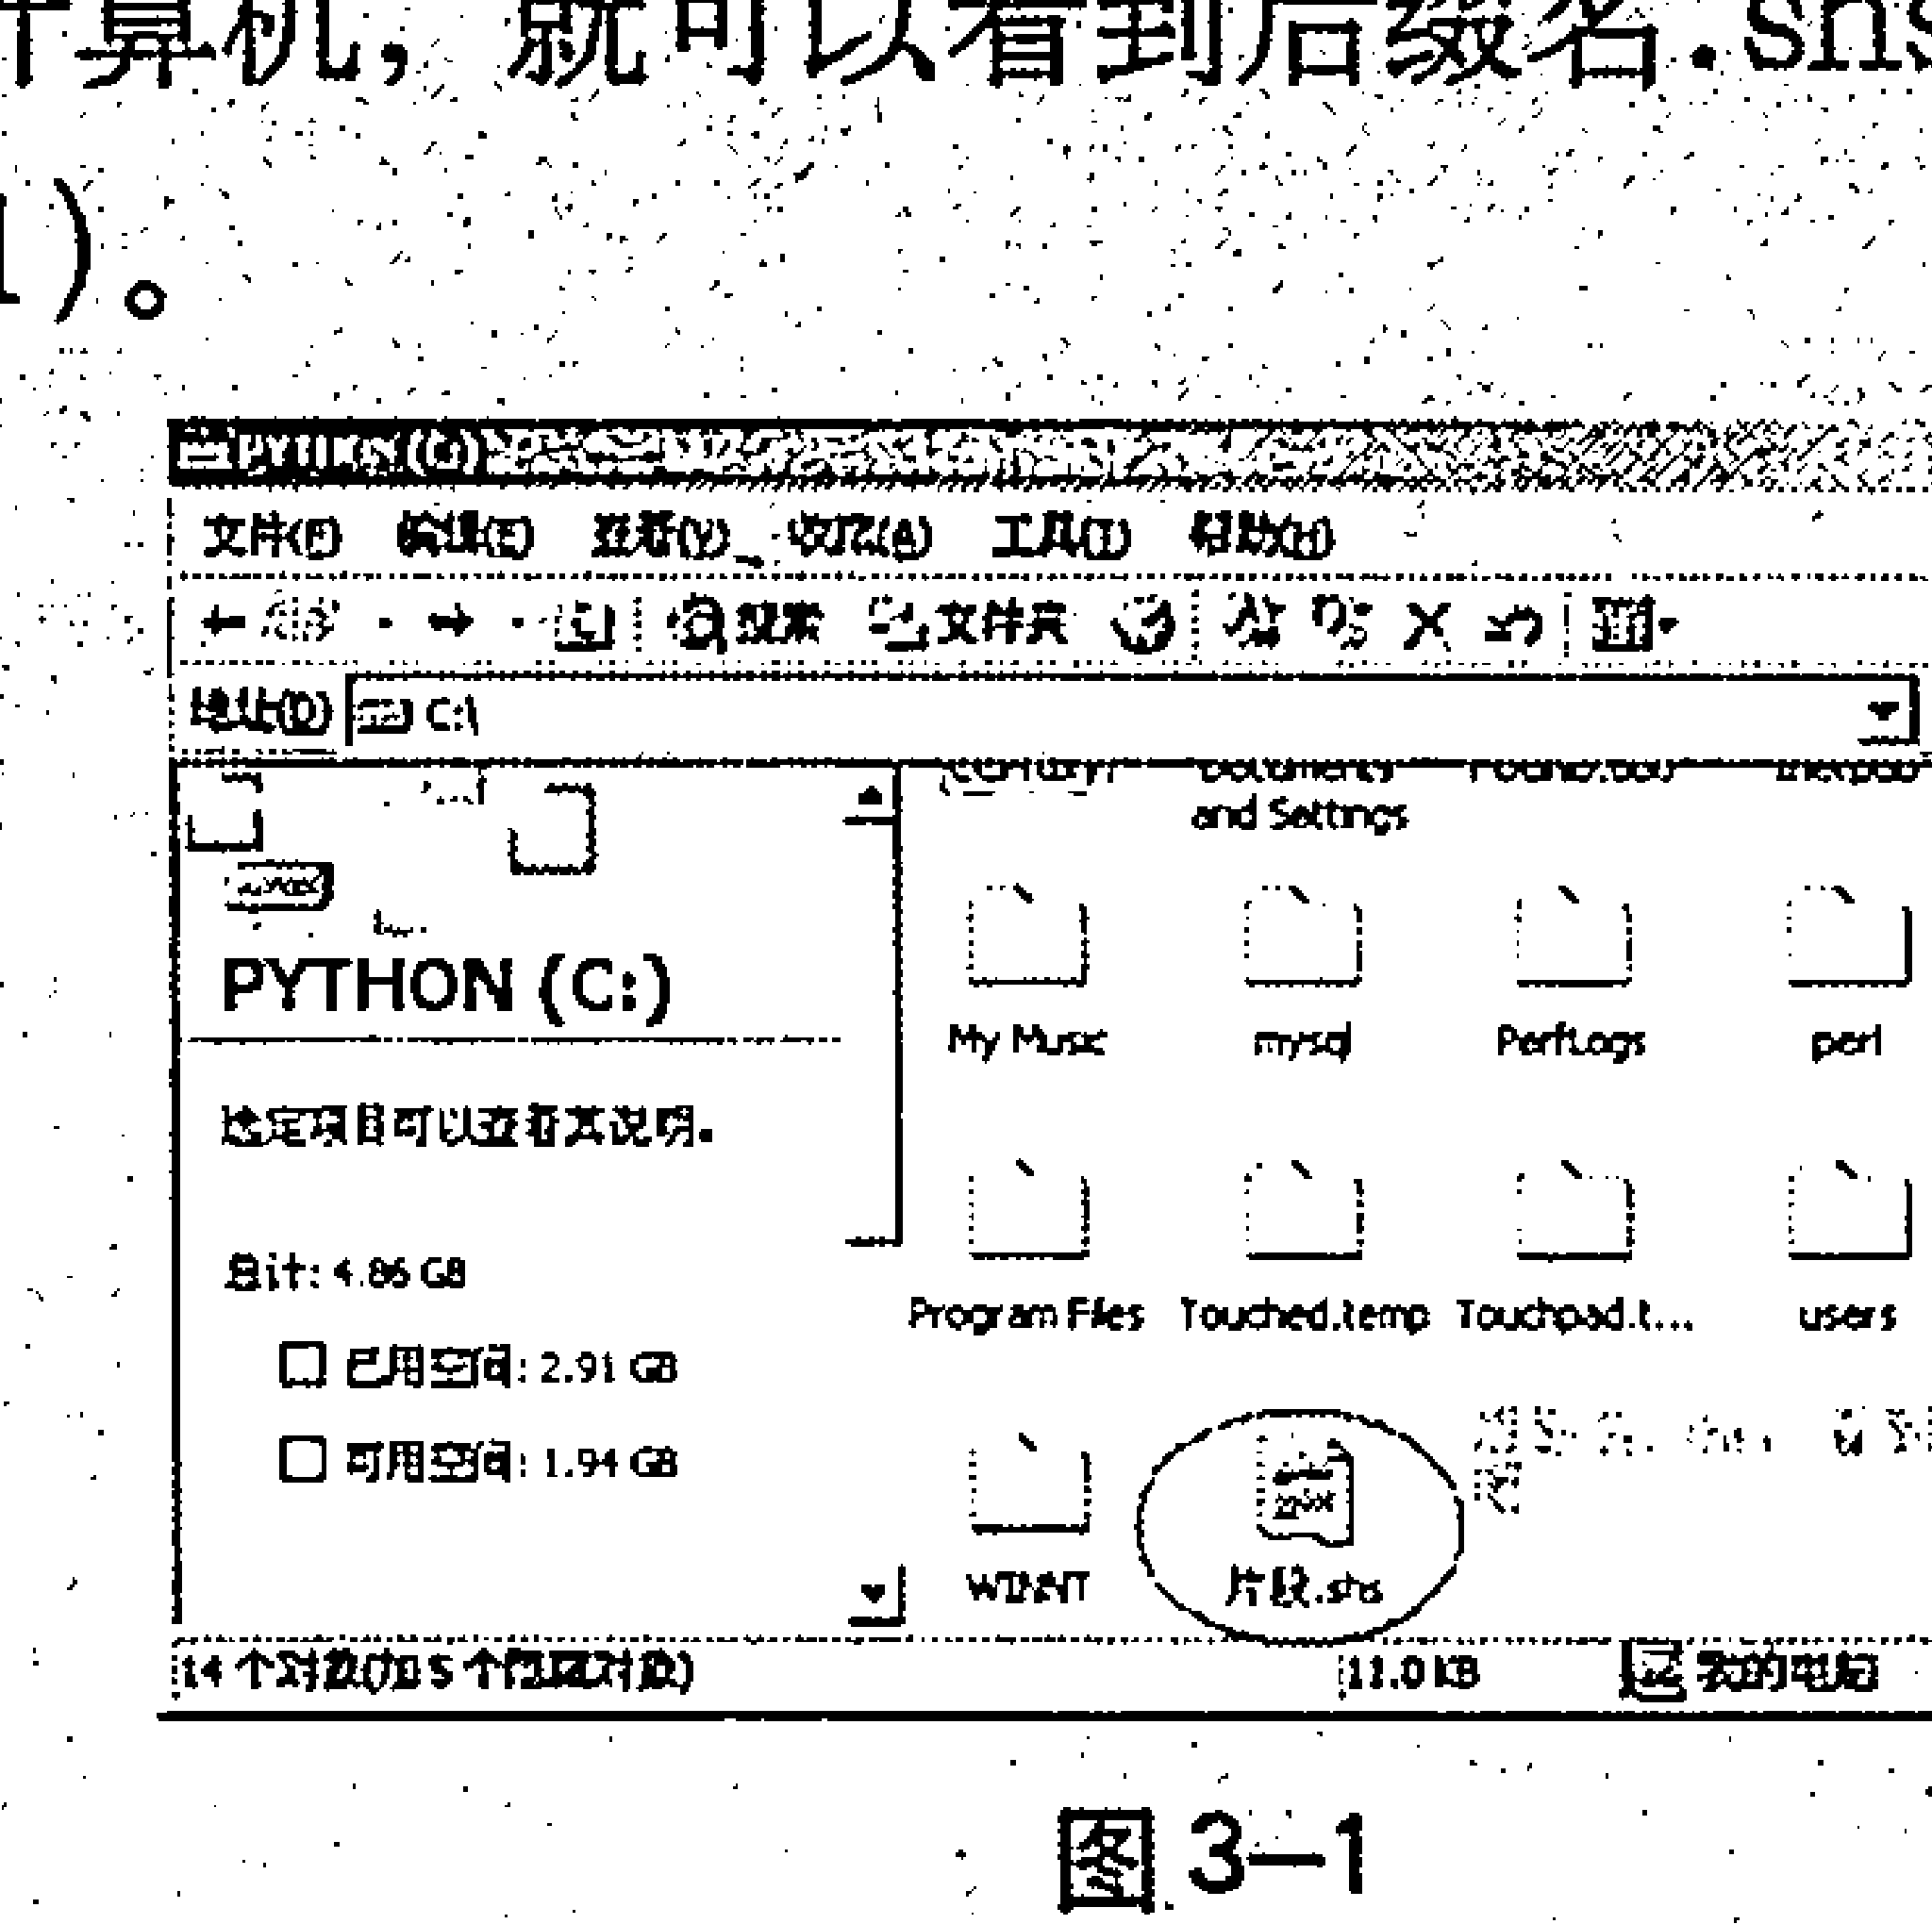 计算机，就可以看到后缀名.shs
1)。
文件(F) 编辑(E) 查看(V) 收藏(A) 工具(T) 帮助(H)
搜索 文件夹
地址(D) C:\
and Settings
PYTHON (C:)
My Music mysql PerfLogs perl
选定项目可以查看其说明。
总计: 4.86 GB
Program Files Touched.temp Touchpad.t... users
已用空间: 2.91 GB
可用空间: 1.94 GB
WINNT 片段.shs
14 个对象(加上 5 个隐藏对象) 11.0 KB 我的电脑
图 3-1